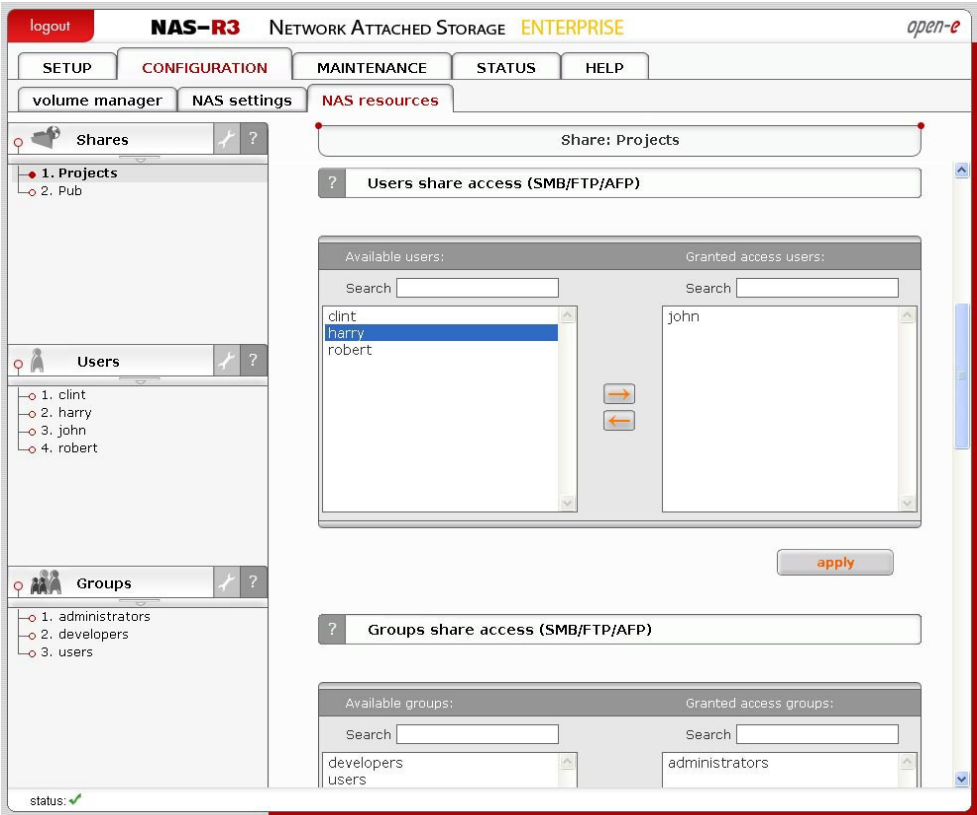 logout NAS-R3 NETWORK ATTACHED STORAGE ENTERPRISE open-e
SETUP CONFIGURATION MAINTENANCE STATUS HELP
volume manager NAS settings NAS resources
Shares ?
1. Projects
2. Pub
Users ?
1. clint
2. harry
3. john
4. robert
Groups ?
1. administrators
2. developers
3. users
Share: Projects
? Users share access (SMB/FTP/AFP)
Available users: Granted access users:
Search Search
clint john
harry
robert
apply
? Groups share access (SMB/FTP/AFP)
Available groups: Granted access groups:
Search Search
developers administrators
users
status: